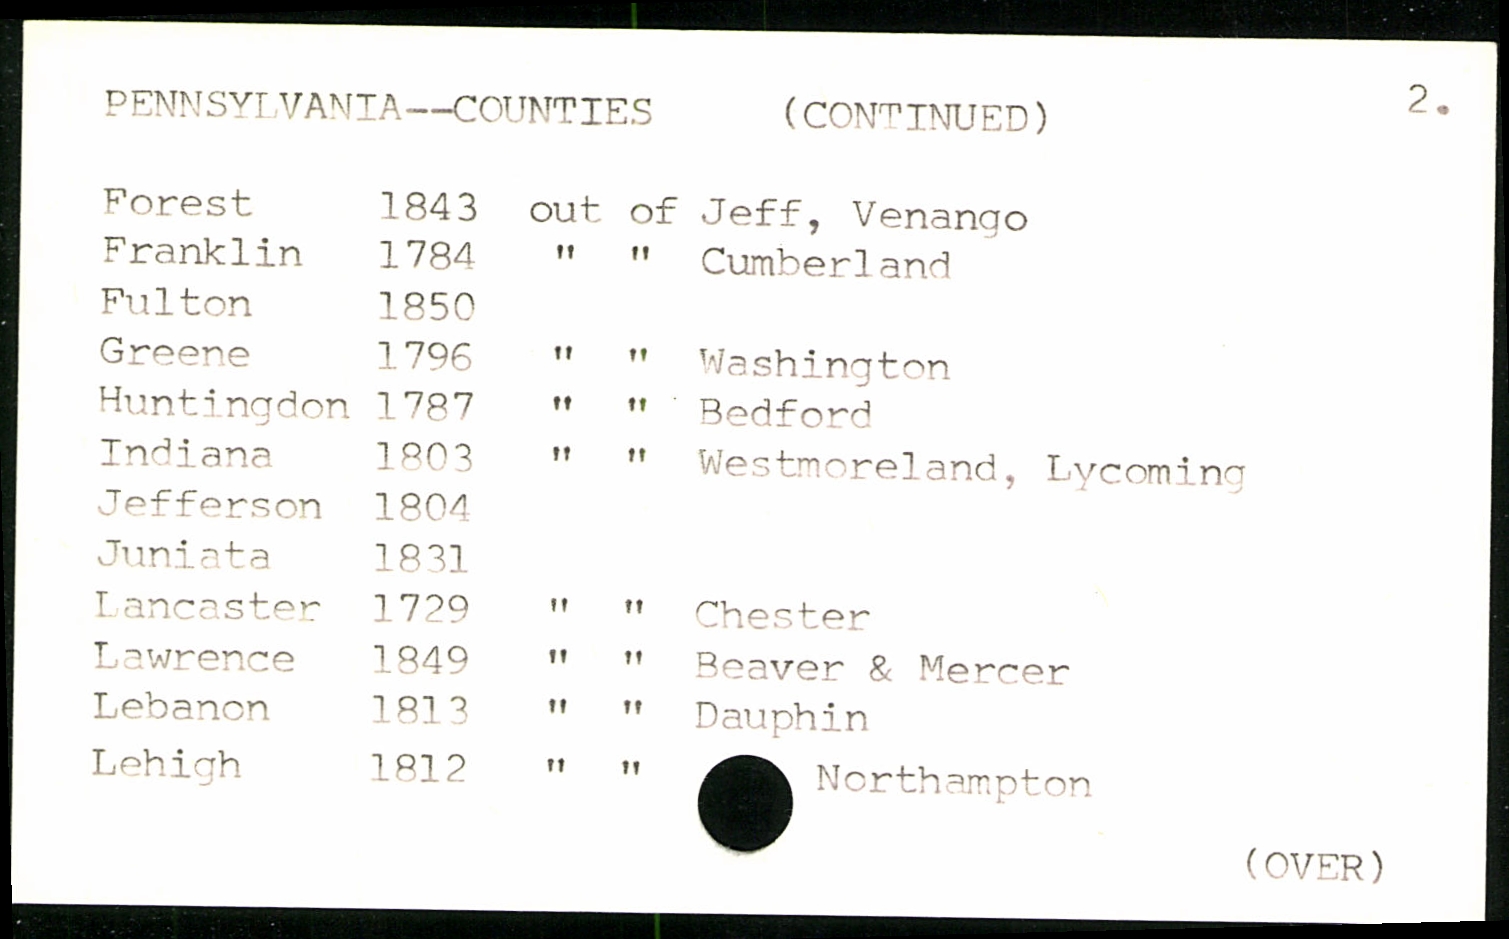 PENNSYLVANIA--COUNTIES (CONTINUED) 2.
Forest 1843 out of Jeff, Venango
Franklin 1784 " " Cumberland
Fulton 1850
Greene 1796 " " Washington
Huntingdon 1787 " " Bedford
Indiana 1803 " " Westmoreland, Lycoming
Jefferson 1804
Juniata 1831
Lancaster 1729 " " Chester
Lawrence 1849 " " Beaver & Mercer
Lebanon 1813 " " Dauphin
Lehigh 1812 " " Northampton
(OVER)